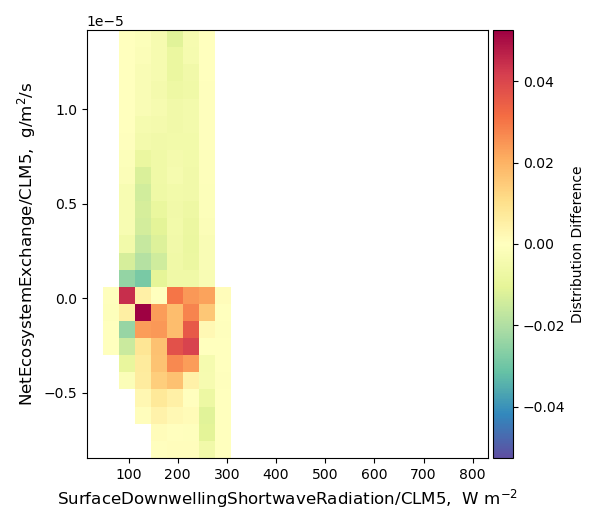 1e−5
1.0
0.5
0.0
−0.5
NetEcosystemExchange/CLM5,  g/m²/s
100 200 300 400 500 600 700 800
SurfaceDownwellingShortwaveRadiation/CLM5,  W m⁻²
0.04
0.02
0.00
−0.02
−0.04
Distribution Difference